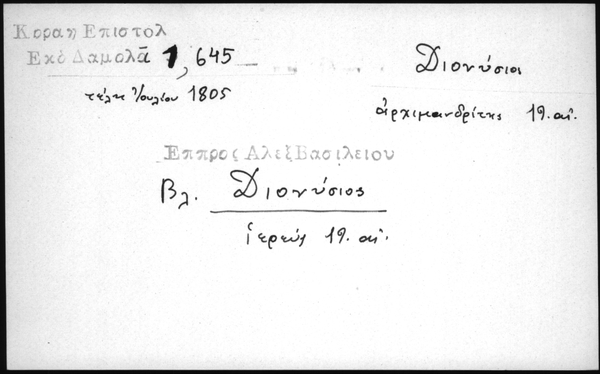 Κοραη Επιστολ
Εκδ Δαμαλᾶ 1, 645
τέλη Ἰουλίου 1805
Διονύσιος
ἀρχιμανδρίτης 19. αἰ.
Επ προς Αλεξ Βασιλειου
Βλ. Διονύσιος
ἱερεύς 19. αἰ.